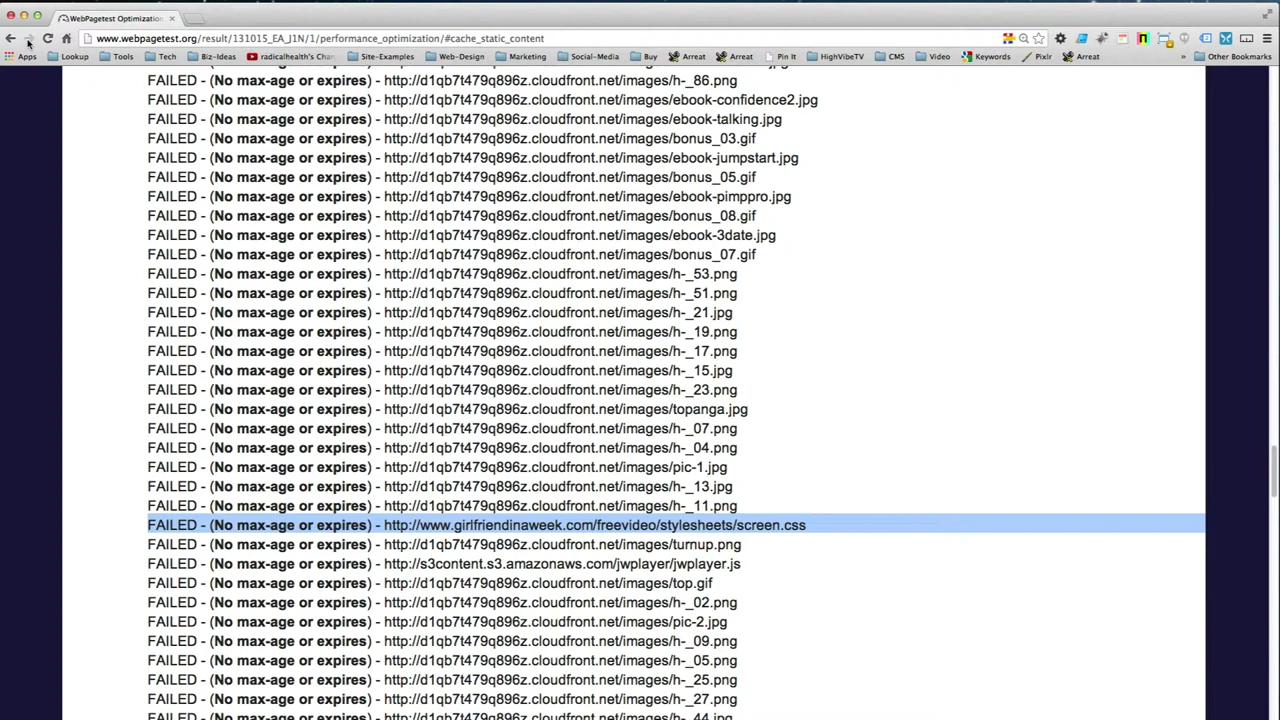 WebPagetest Optimization
www.webpagetest.org/result/131015_EA_J1N/1/performance_optimization/#cache_static_content
Apps Lookup Tools Tech Biz-Ideas radicalhealth's Chan Site-Examples Web-Design Marketing Social-Media Buy Arreat Arreat Pin It HighVibeTV CMS Video Keywords Pixlr Arreat » Other Bookmarks
FAILED - (No max-age or expires) - http://d1qb7t479q896z.cloudfront.net/images/h-_86.png
FAILED - (No max-age or expires) - http://d1qb7t479q896z.cloudfront.net/images/ebook-confidence2.jpg
FAILED - (No max-age or expires) - http://d1qb7t479q896z.cloudfront.net/images/ebook-talking.jpg
FAILED - (No max-age or expires) - http://d1qb7t479q896z.cloudfront.net/images/bonus_03.gif
FAILED - (No max-age or expires) - http://d1qb7t479q896z.cloudfront.net/images/ebook-jumpstart.jpg
FAILED - (No max-age or expires) - http://d1qb7t479q896z.cloudfront.net/images/bonus_05.gif
FAILED - (No max-age or expires) - http://d1qb7t479q896z.cloudfront.net/images/ebook-pimppro.jpg
FAILED - (No max-age or expires) - http://d1qb7t479q896z.cloudfront.net/images/bonus_08.gif
FAILED - (No max-age or expires) - http://d1qb7t479q896z.cloudfront.net/images/ebook-3date.jpg
FAILED - (No max-age or expires) - http://d1qb7t479q896z.cloudfront.net/images/bonus_07.gif
FAILED - (No max-age or expires) - http://d1qb7t479q896z.cloudfront.net/images/h-_53.png
FAILED - (No max-age or expires) - http://d1qb7t479q896z.cloudfront.net/images/h-_51.png
FAILED - (No max-age or expires) - http://d1qb7t479q896z.cloudfront.net/images/h-_21.jpg
FAILED - (No max-age or expires) - http://d1qb7t479q896z.cloudfront.net/images/h-_19.png
FAILED - (No max-age or expires) - http://d1qb7t479q896z.cloudfront.net/images/h-_17.png
FAILED - (No max-age or expires) - http://d1qb7t479q896z.cloudfront.net/images/h-_15.jpg
FAILED - (No max-age or expires) - http://d1qb7t479q896z.cloudfront.net/images/h-_23.png
FAILED - (No max-age or expires) - http://d1qb7t479q896z.cloudfront.net/images/topanga.jpg
FAILED - (No max-age or expires) - http://d1qb7t479q896z.cloudfront.net/images/h-_07.png
FAILED - (No max-age or expires) - http://d1qb7t479q896z.cloudfront.net/images/h-_04.png
FAILED - (No max-age or expires) - http://d1qb7t479q896z.cloudfront.net/images/pic-1.jpg
FAILED - (No max-age or expires) - http://d1qb7t479q896z.cloudfront.net/images/h-_13.jpg
FAILED - (No max-age or expires) - http://d1qb7t479q896z.cloudfront.net/images/h-_11.png
FAILED - (No max-age or expires) - http://www.girlfriendinaweek.com/freevideo/stylesheets/screen.css
FAILED - (No max-age or expires) - http://d1qb7t479q896z.cloudfront.net/images/turnup.png
FAILED - (No max-age or expires) - http://s3content.s3.amazonaws.com/jwplayer/jwplayer.js
FAILED - (No max-age or expires) - http://d1qb7t479q896z.cloudfront.net/images/top.gif
FAILED - (No max-age or expires) - http://d1qb7t479q896z.cloudfront.net/images/h-_02.png
FAILED - (No max-age or expires) - http://d1qb7t479q896z.cloudfront.net/images/pic-2.jpg
FAILED - (No max-age or expires) - http://d1qb7t479q896z.cloudfront.net/images/h-_09.png
FAILED - (No max-age or expires) - http://d1qb7t479q896z.cloudfront.net/images/h-_05.png
FAILED - (No max-age or expires) - http://d1qb7t479q896z.cloudfront.net/images/h-_25.png
FAILED - (No max-age or expires) - http://d1qb7t479q896z.cloudfront.net/images/h-_27.png
FAILED - (No max-age or expires) - http://d1qb7t479q896z.cloudfront.net/images/h-_44.jpg